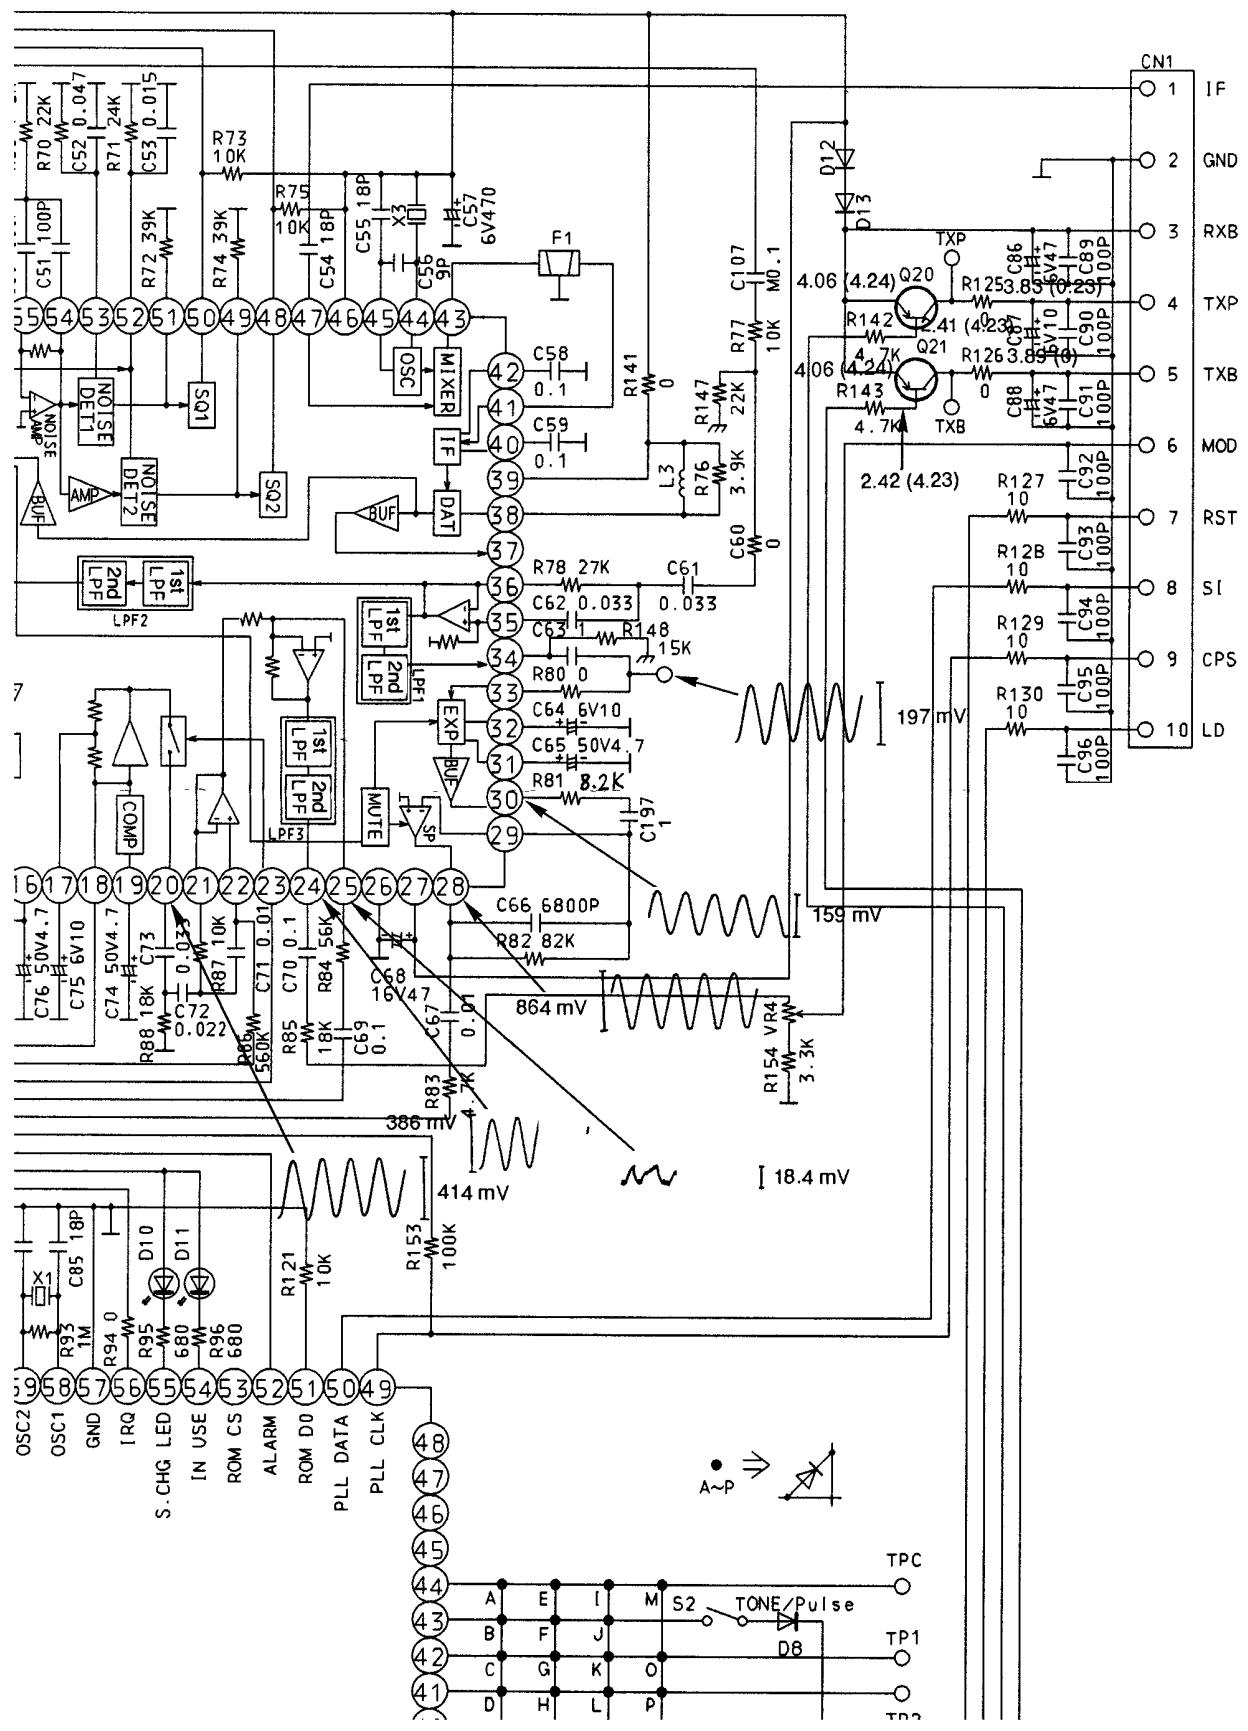 CN1
1 IF
2 GND
3 RXB
4 TXP
5 TXB
6 MOD
7 RST
8 SI
9 CPS
10 LD
R70 22K
C52 0.047
R71 24K
C53 0.015
R73
10K
R75
10K
C54 18P
C55 18P
X3
C57
6V470
C56
9P
F1
C51 100P
R72 39K
R74 39K
D12
D13
C107
M0.1
R77
10K
R147
22K
R141
0
TXP
4.06 (4.24)
Q20
R125
0
3.83 (0.23)
R142
4.7K
2.41 (4.23)
Q21
4.06 (4.24)
R126
0
3.89 (0)
R143
4.7K
TXB
2.42 (4.23)
C86
6V47
C89
100P
C87
6V10
C90
100P
C88
6V47
C91
100P
C92
100P
R127
10
C93
100P
R128
10
C94
100P
R129
10
C95
100P
R130
10
C96
100P
55 54 53 52 51 50 49 48 47 46 45 44 43
42
41
40
39
38
37
36
35
34
33
32
31
30
29
OSC
MIXER
IF
DAT
BUF
C58
0.1
C59
0.1
NOISE
AMP
NOISE
DET1
SQ1
BUF
AMP
NOISE
DET2
SQ2
L3
R76
3.9K
C60
0
2nd
LPF
1st
LPF
LPF2
1st
LPF
2nd
LPF
LPF1
R78 27K
C61
0.033
C62 0.033
C63 1
R148
15K
R80 0
C64 6V10
C65 50V4.7
R81 8.2K
C197
1
197 mV
EXP
BUF
MUTE
SP
1st
LPF
2nd
LPF
LPF3
COMP
7
16 17 18 19 20 21 22 23 24 25 26 27 28
159 mV
C66 6800P
R82 82K
864 mV
VR4
R154
3.3K
C76 50V4.7
C75 6V10
C74 50V4.7
C73
R88 18K
C72
0.022
R87 10K
R86
560K
C71 0.01
C70 0.1
R85
18K
R84 56K
C69
0.1
C68
16V47
C67
0.01
R83
386 mV
414 mV
18.4 mV
C85 18P
X1
R93
1M
R94 0
D10
D11
R95
680
R96
680
R121
10K
R153
100K
59 58 57 56 55 54 53 52 51 50 49
OSC2
OSC1
GND
IRQ
S.CHG LED
IN USE
ROM CS
ALARM
ROM DO
PLL DATA
PLL CLK
48
47
46
45
44
43
42
41
A~P
A E I M
B F J
C G K O
D H L P
S2
TONE/Pulse
D8
TPC
TP1
TP2